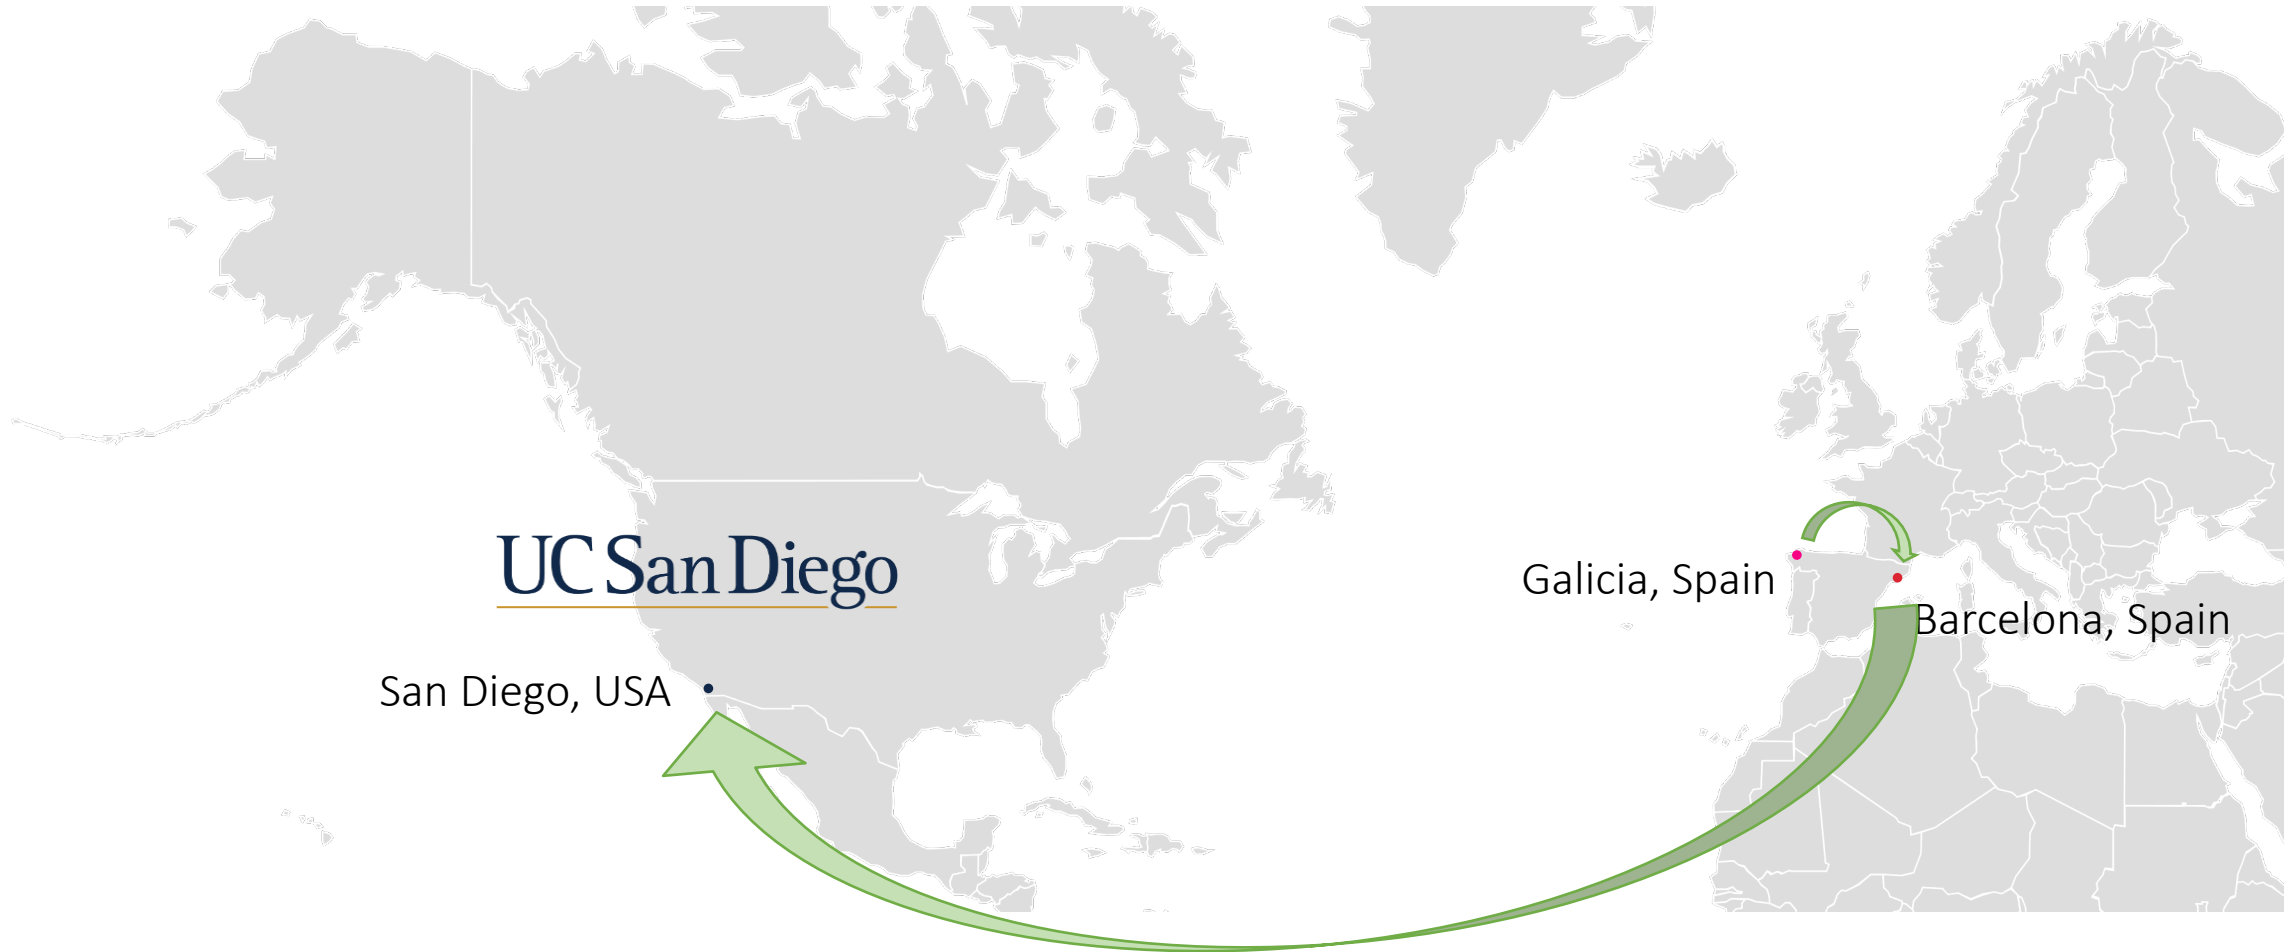 UC San Diego
Galicia, Spain
Barcelona, Spain
San Diego, USA